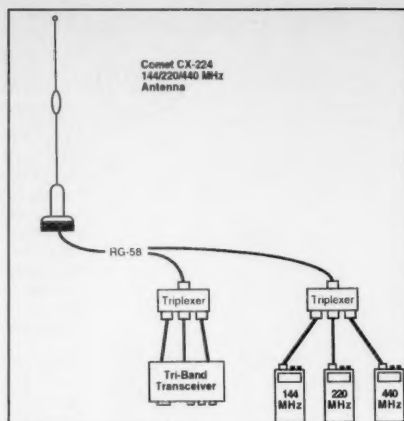 Comet CX-224
144/220/440 MHz
Antenna
RG-58
Triplexer
Triplexer
Tri-Band
Transceiver
144
MHz
220
MHz
440
MHz